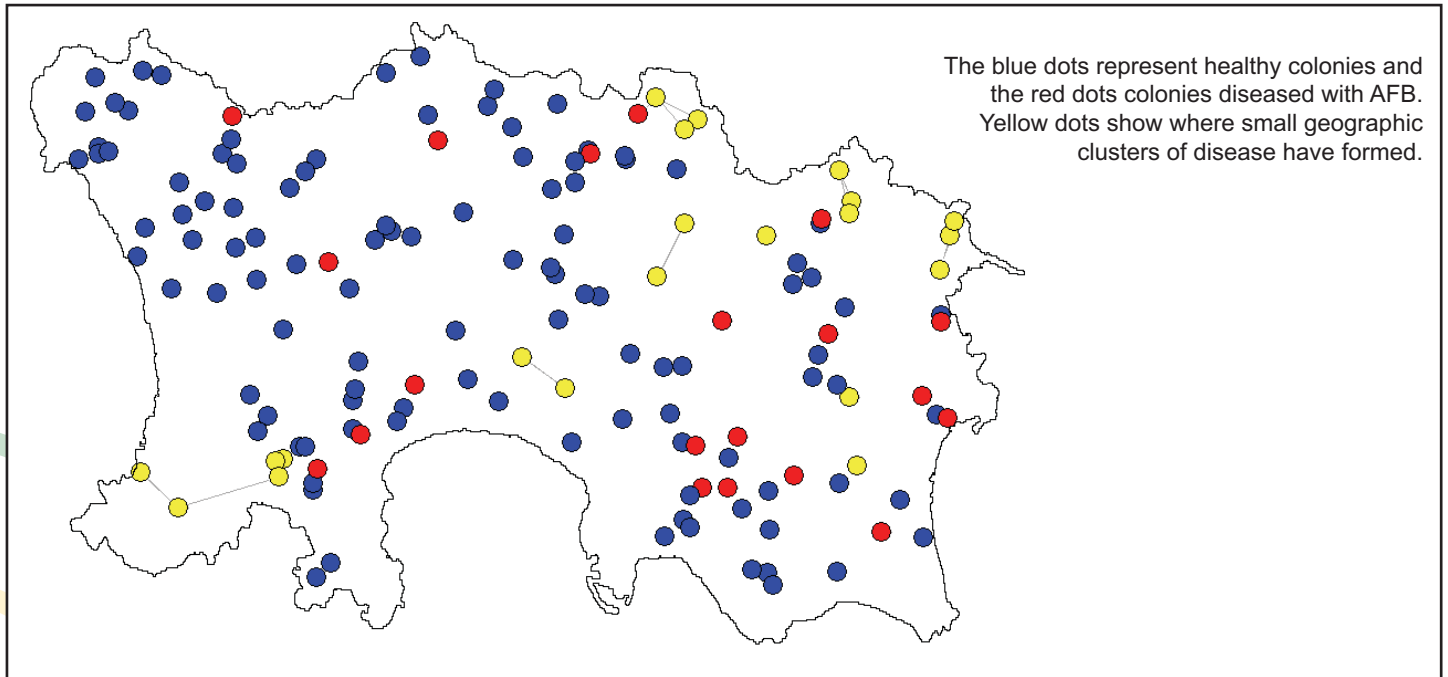 The blue dots represent healthy colonies and
the red dots colonies diseased with AFB.
Yellow dots show where small geographic
clusters of disease have formed.